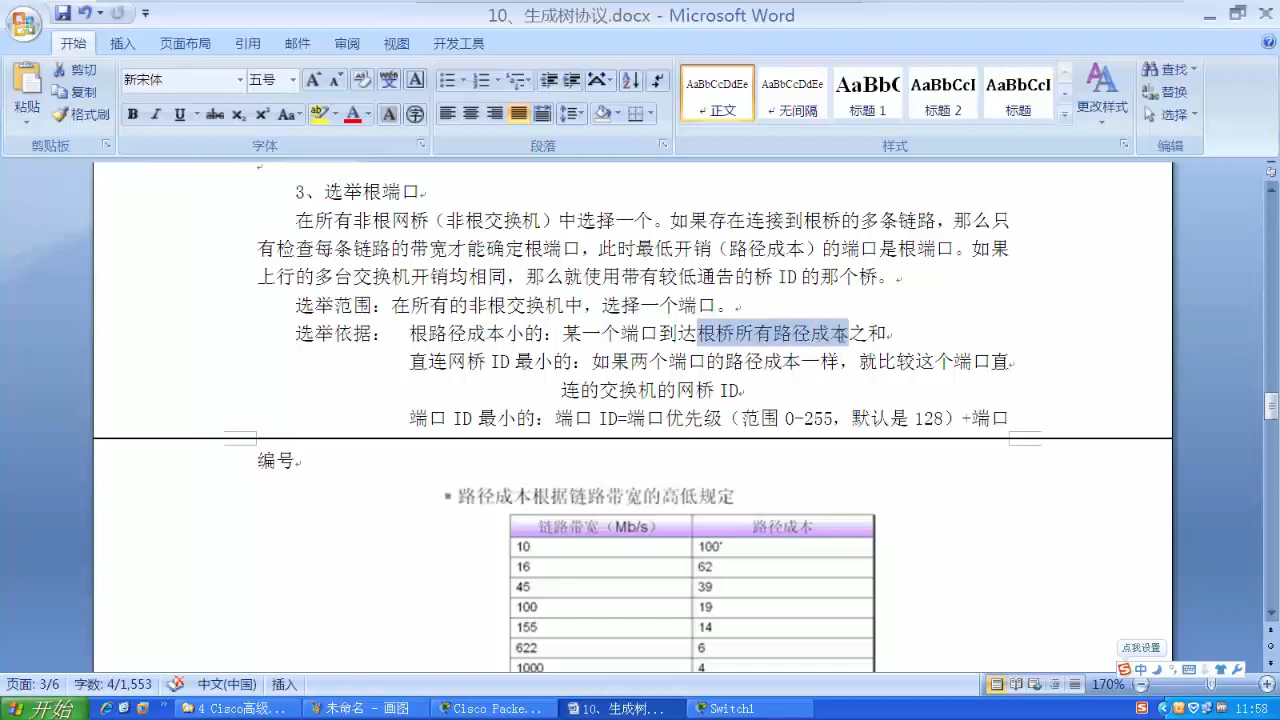 10、生成树协议.docx - Microsoft Word
开始 插入 页面布局 引用 邮件 审阅 视图 开发工具
粘贴 剪切 复制 格式刷
新宋体 五号
AaBbCcDdEe AaBbCcDdEe AaBbC AaBbCcI AaBbCcI
正文 无间隔 标题 1 标题 2 标题
更改样式
查找 替换 选择
剪贴板 字体 段落 样式 编辑
3、选举根端口
在所有非根网桥（非根交换机）中选择一个。如果存在连接到根桥的多条链路，那么只
有检查每条链路的带宽才能确定根端口，此时最低开销（路径成本）的端口是根端口。如果
上行的多台交换机开销均相同，那么就使用带有较低通告的桥 ID 的那个桥。
选举范围：在所有的非根交换机中，选择一个端口。
选举依据： 根路径成本小的：某一个端口到达根桥所有路径成本之和
直连网桥 ID 最小的：如果两个端口的路径成本一样，就比较这个端口直
连的交换机的网桥 ID
端口 ID 最小的：端口 ID=端口优先级（范围 0-255，默认是 128）+端口
编号
▪ 路径成本根据链路带宽的高低规定
链路带宽（Mb/s） 路径成本
10 100
16 62
45 39
100 19
155 14
622 6
1000 4
点我设置
中
页面: 3/6 字数: 4/1,553 中文(中国) 插入 170%
开始 4 Cisco高级... 未命名 - 画图 Cisco Packe... 10、生成树... Switch1 11:58